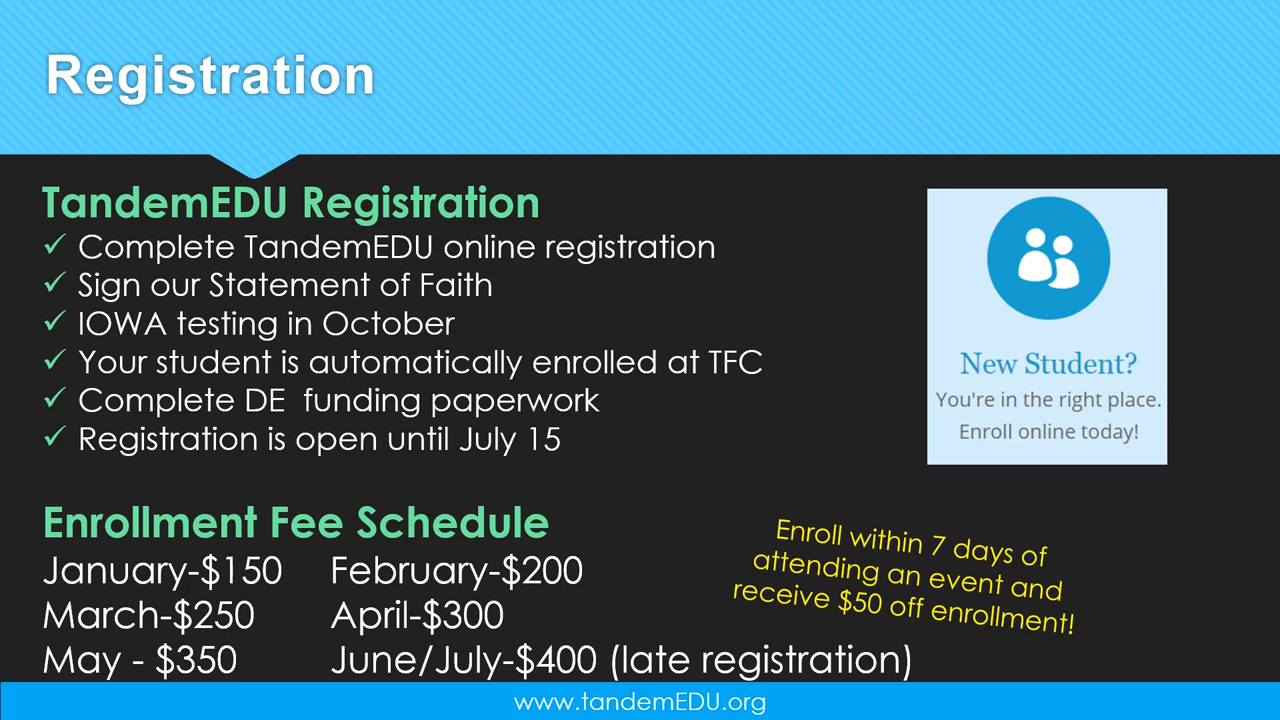 Registration
TandemEDU Registration
✓ Complete TandemEDU online registration
✓ Sign our Statement of Faith
✓ IOWA testing in October
✓ Your student is automatically enrolled at TFC
✓ Complete DE  funding paperwork
✓ Registration is open until July 15
New Student?
You're in the right place.
Enroll online today!
Enrollment Fee Schedule
January-$150 February-$200
March-$250 April-$300
May - $350 June/July-$400 (late registration)
Enroll within 7 days of
attending an event and
receive $50 off enrollment!
www.tandemEDU.org